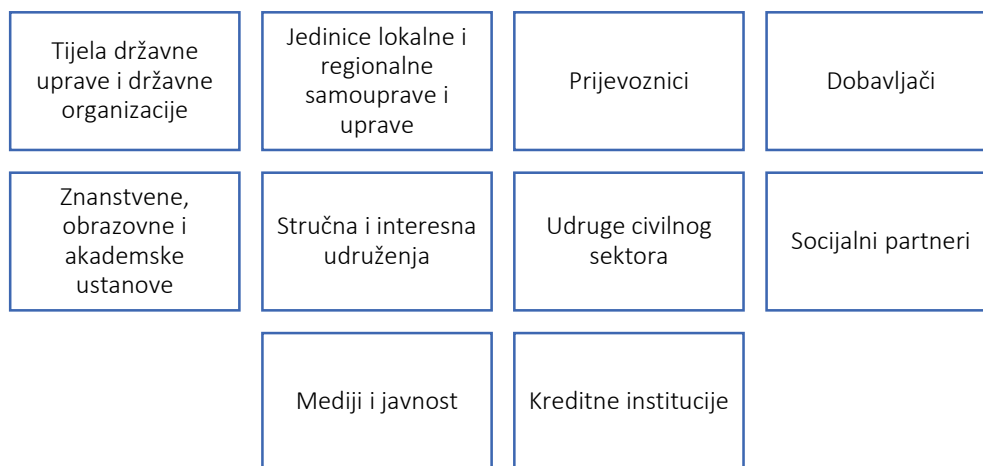 Tijela državne
uprave i državne
organizacije
Jedinice lokalne i
regionalne
samouprave i
uprave
Prijevoznici
Dobavljači
Znanstvene,
obrazovne i
akademske
ustanove
Stručna i interesna
udruženja
Udruge civilnog
sektora
Socijalni partneri
Mediji i javnost
Kreditne institucije